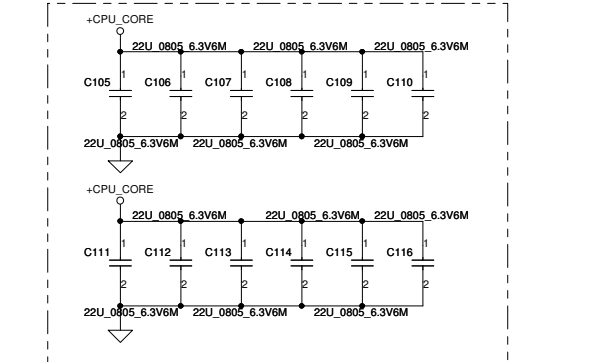 +CPU_CORE
22U_0805_6.3V6M 22U_0805_6.3V6M 22U_0805_6.3V6M
1 1 1 1 1 1
C105 C106 C107 C108 C109 C110
2 2 2 2 2 2
22U_0805_6.3V6M 22U_0805_6.3V6M 22U_0805_6.3V6M
+CPU_CORE
22U_0805_6.3V6M 22U_0805_6.3V6M 22U_0805_6.3V6M
1 1 1 1 1 1
C111 C112 C113 C114 C115 C116
2 2 2 2 2 2
22U_0805_6.3V6M 22U_0805_6.3V6M 22U_0805_6.3V6M